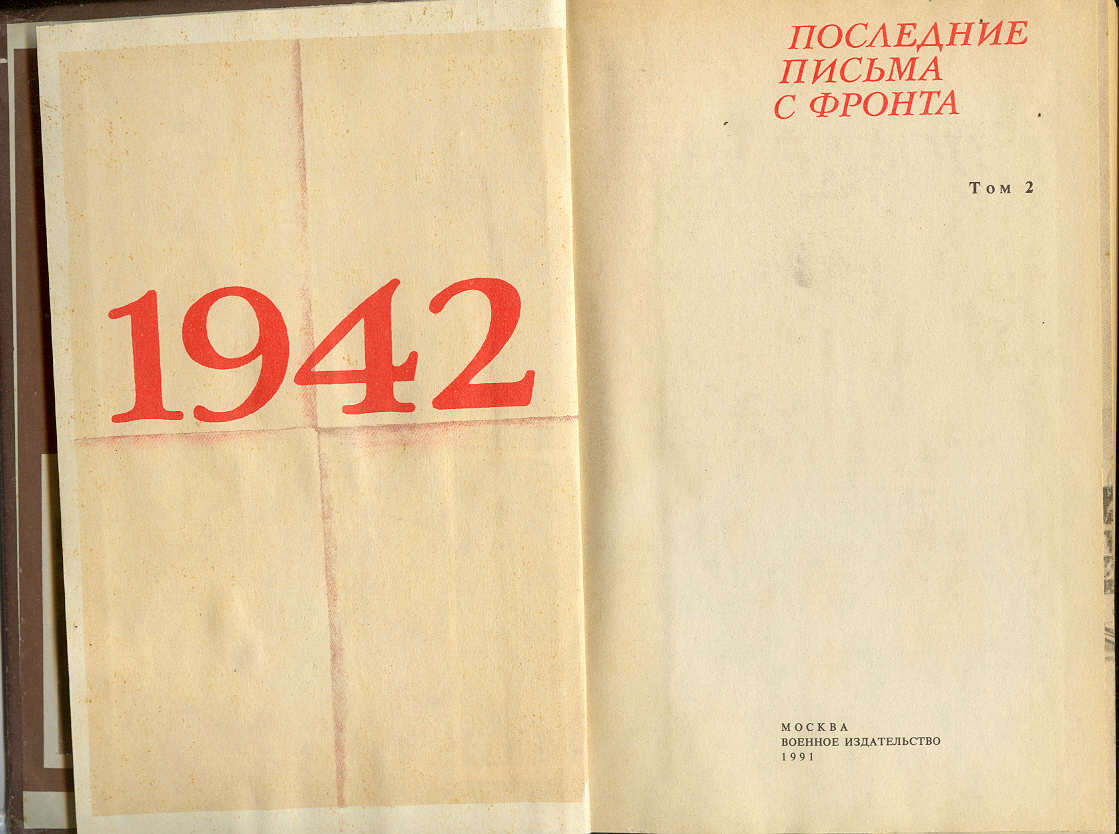 1942
ПОСЛЕДНИЕ
ПИСЬМА
С ФРОНТА
Том 2
МОСКВА
ВОЕННОЕ ИЗДАТЕЛЬСТВО
1991